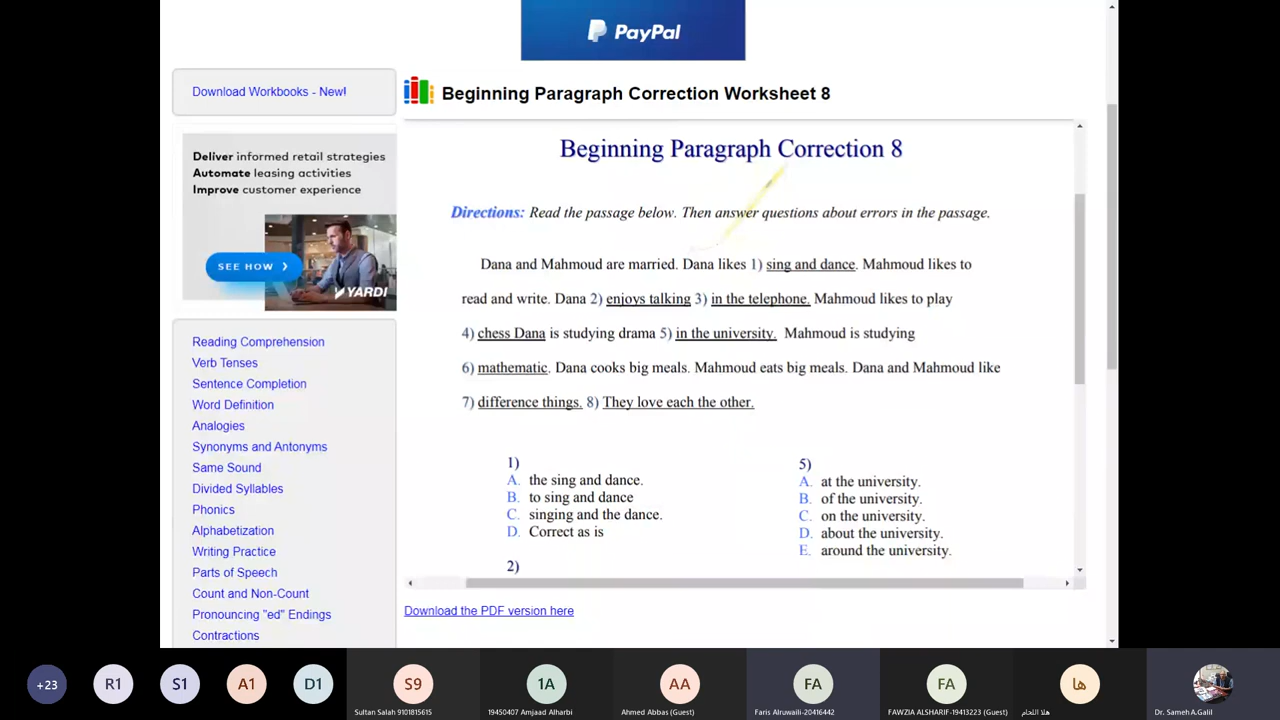 PayPal
Download Workbooks - New!
Beginning Paragraph Correction Worksheet 8
Deliver informed retail strategies
Automate leasing activities
Improve customer experience
SEE HOW
YARDI
Reading Comprehension
Verb Tenses
Sentence Completion
Word Definition
Analogies
Synonyms and Antonyms
Same Sound
Divided Syllables
Phonics
Alphabetization
Writing Practice
Parts of Speech
Count and Non-Count
Pronouncing "ed" Endings
Contractions
Beginning Paragraph Correction 8
Directions: Read the passage below. Then answer questions about errors in the passage.
Dana and Mahmoud are married. Dana likes 1) sing and dance. Mahmoud likes to
read and write. Dana 2) enjoys talking 3) in the telephone. Mahmoud likes to play
4) chess Dana is studying drama 5) in the university. Mahmoud is studying
6) mathematic. Dana cooks big meals. Mahmoud eats big meals. Dana and Mahmoud like
7) difference things. 8) They love each the other.
1)
A. the sing and dance.
B. to sing and dance
C. singing and the dance.
D. Correct as is
2)
5)
A. at the university.
B. of the university.
C. on the university.
D. about the university.
E. around the university.
Download the PDF version here
+23
R1
S1
A1
D1
S9
Sultan Salah 9101815615
1A
19450407 Amjaad Alharbi
AA
Ahmed Abbas (Guest)
FA
Faris Alruwaili-20416442
FA
FAWZIA ALSHARIF-19413223 (Guest)
ها
هلا اللحام
Dr. Sameh A.Galil